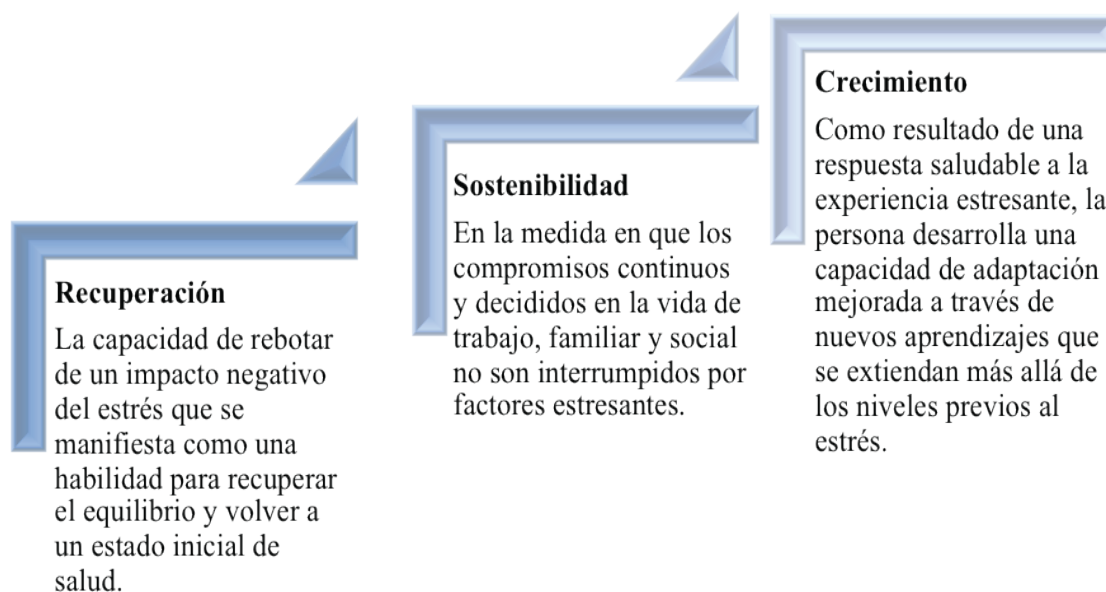 Recuperación
La capacidad de rebotar
de un impacto negativo
del estrés que se
manifiesta como una
habilidad para recuperar
el equilibrio y volver a
un estado inicial de
salud.
Sostenibilidad
En la medida en que los
compromisos continuos
y decididos en la vida de
trabajo, familiar y social
no son interrumpidos por
factores estresantes.
Crecimiento
Como resultado de una
respuesta saludable a la
experiencia estresante, la
persona desarrolla una
capacidad de adaptación
mejorada a través de
nuevos aprendizajes que
se extiendan más allá de
los niveles previos al
estrés.